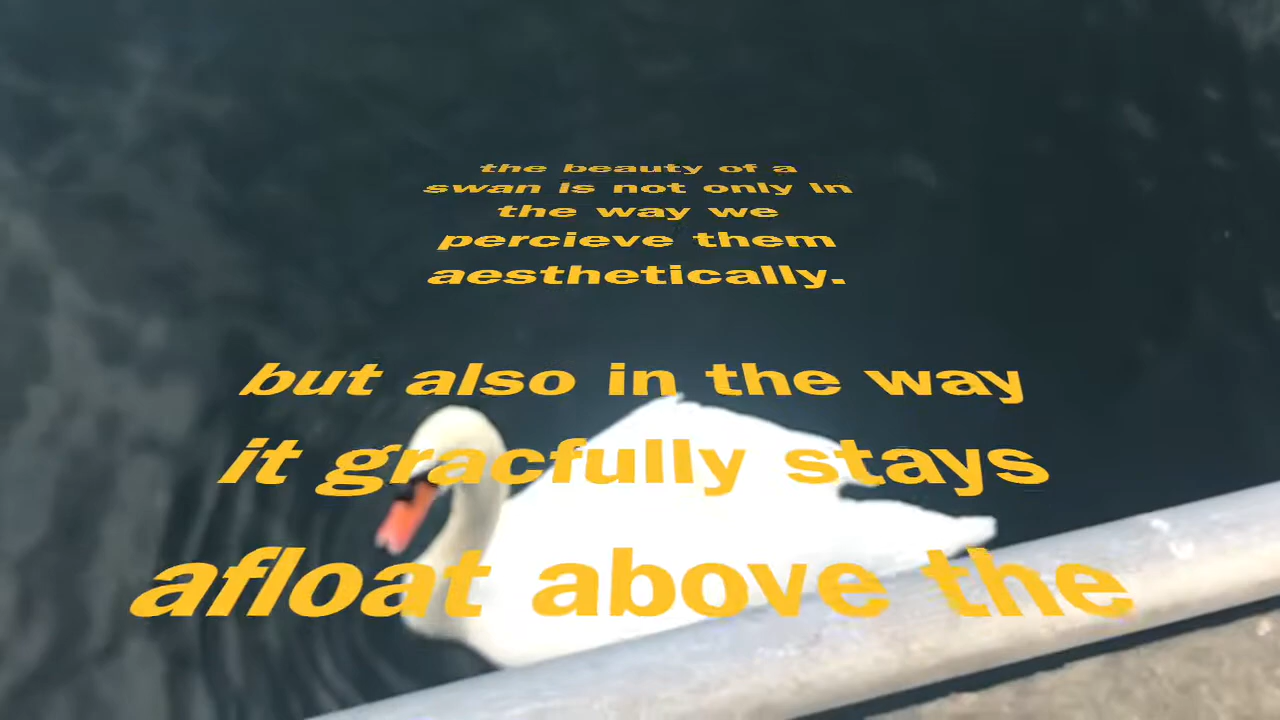 the beauty of a
swan is not only in
the way we
percieve them
aesthetically.
but also in the way
it gracfully stays
afloat above the